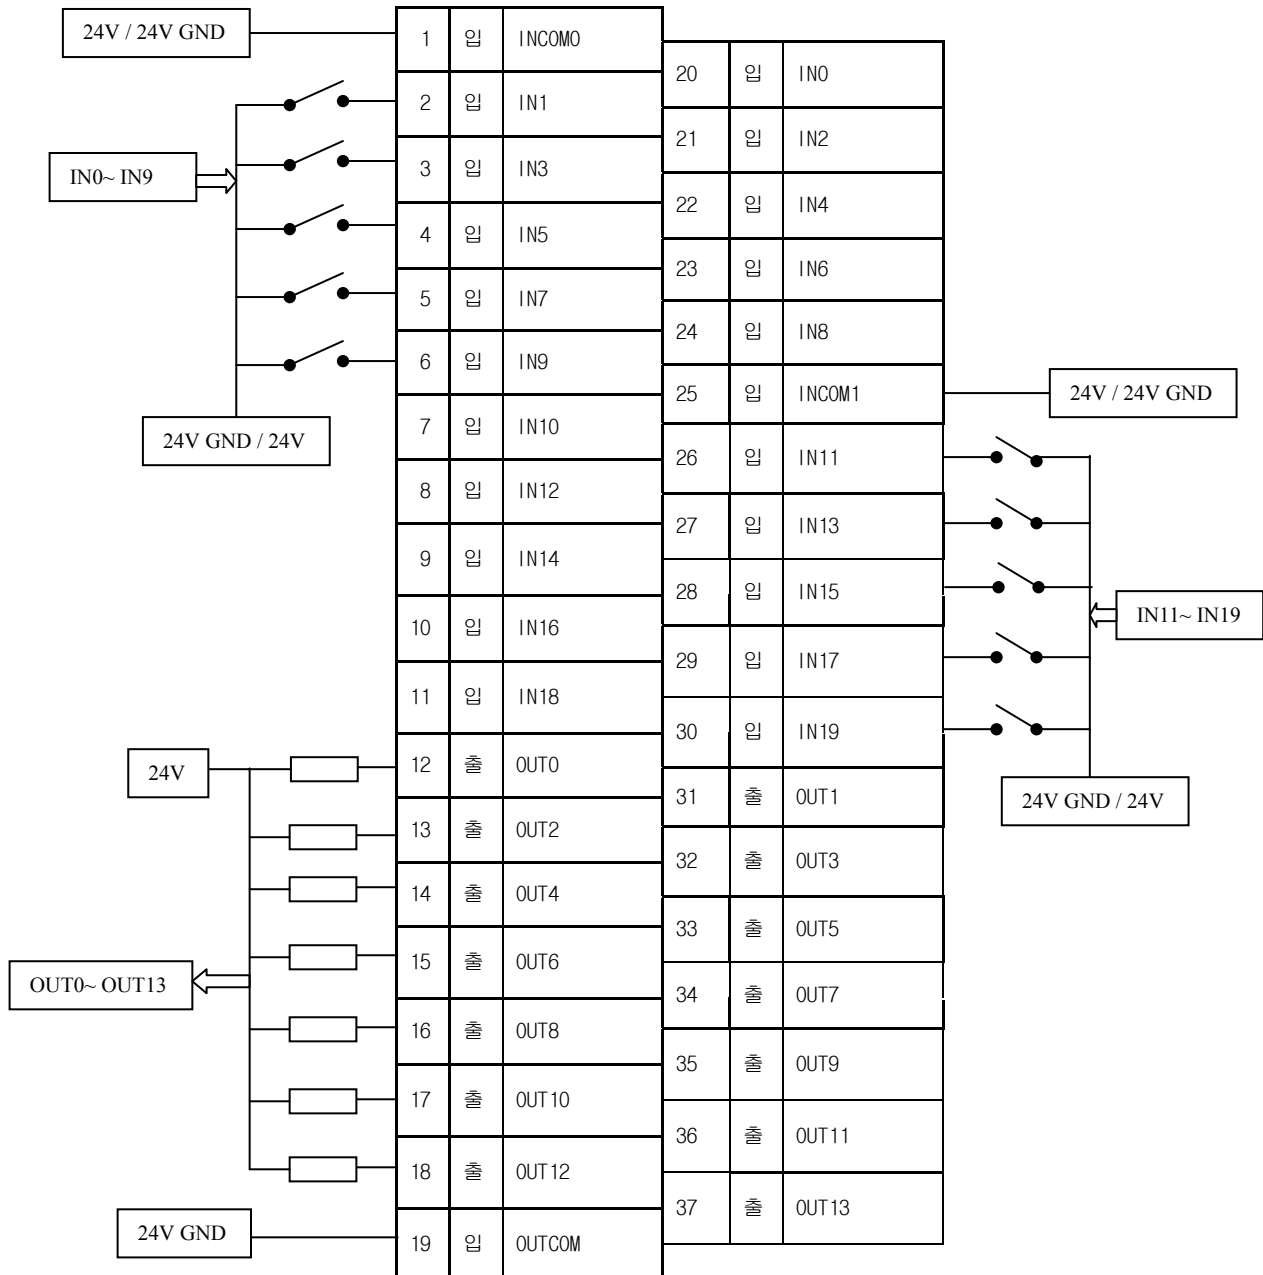 24V / 24V GND
1 입 INCOM0
2 입 IN1
3 입 IN3
4 입 IN5
5 입 IN7
6 입 IN9
7 입 IN10
8 입 IN12
9 입 IN14
10 입 IN16
11 입 IN18
12 출 OUT0
13 출 OUT2
14 출 OUT4
15 출 OUT6
16 출 OUT8
17 출 OUT10
18 출 OUT12
19 입 OUTCOM
IN0~ IN9
24V GND / 24V
24V
OUT0~ OUT13
24V GND
20 입 IN0
21 입 IN2
22 입 IN4
23 입 IN6
24 입 IN8
25 입 INCOM1
26 입 IN11
27 입 IN13
28 입 IN15
29 입 IN17
30 입 IN19
31 출 OUT1
32 출 OUT3
33 출 OUT5
34 출 OUT7
35 출 OUT9
36 출 OUT11
37 출 OUT13
24V / 24V GND
IN11~ IN19
24V GND / 24V